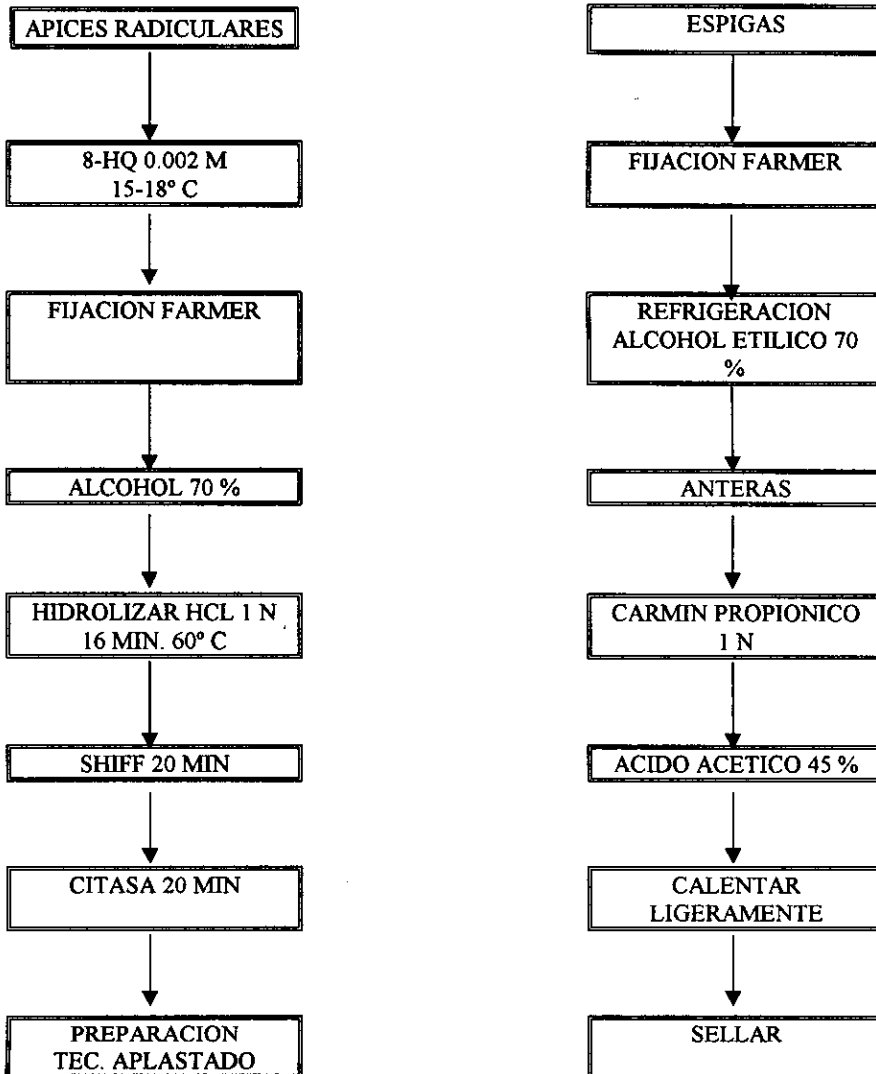 APICES RADICULARES
8-HQ 0.002 M
15-18º C
FIJACION FARMER
ALCOHOL 70 %
HIDROLIZAR HCL 1 N
16 MIN. 60º C
SHIFF 20 MIN
CITASA 20 MIN
PREPARACION
TEC. APLASTADO
ESPIGAS
FIJACION FARMER
REFRIGERACION
ALCOHOL ETILICO 70
%
ANTERAS
CARMIN PROPIONICO
1 N
ACIDO ACETICO 45 %
CALENTAR
LIGERAMENTE
SELLAR